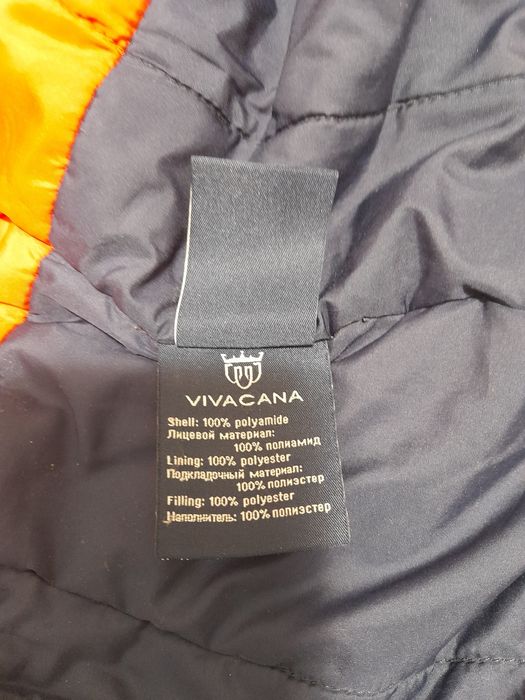 VIVACANA
Shell: 100% polyamide
Лицевой материал:
100% полиамид
Lining: 100% polyester
Подкладочный материал:
100% полиэстер
Filling: 100% polyester
Наполнитель: 100% полиэстер